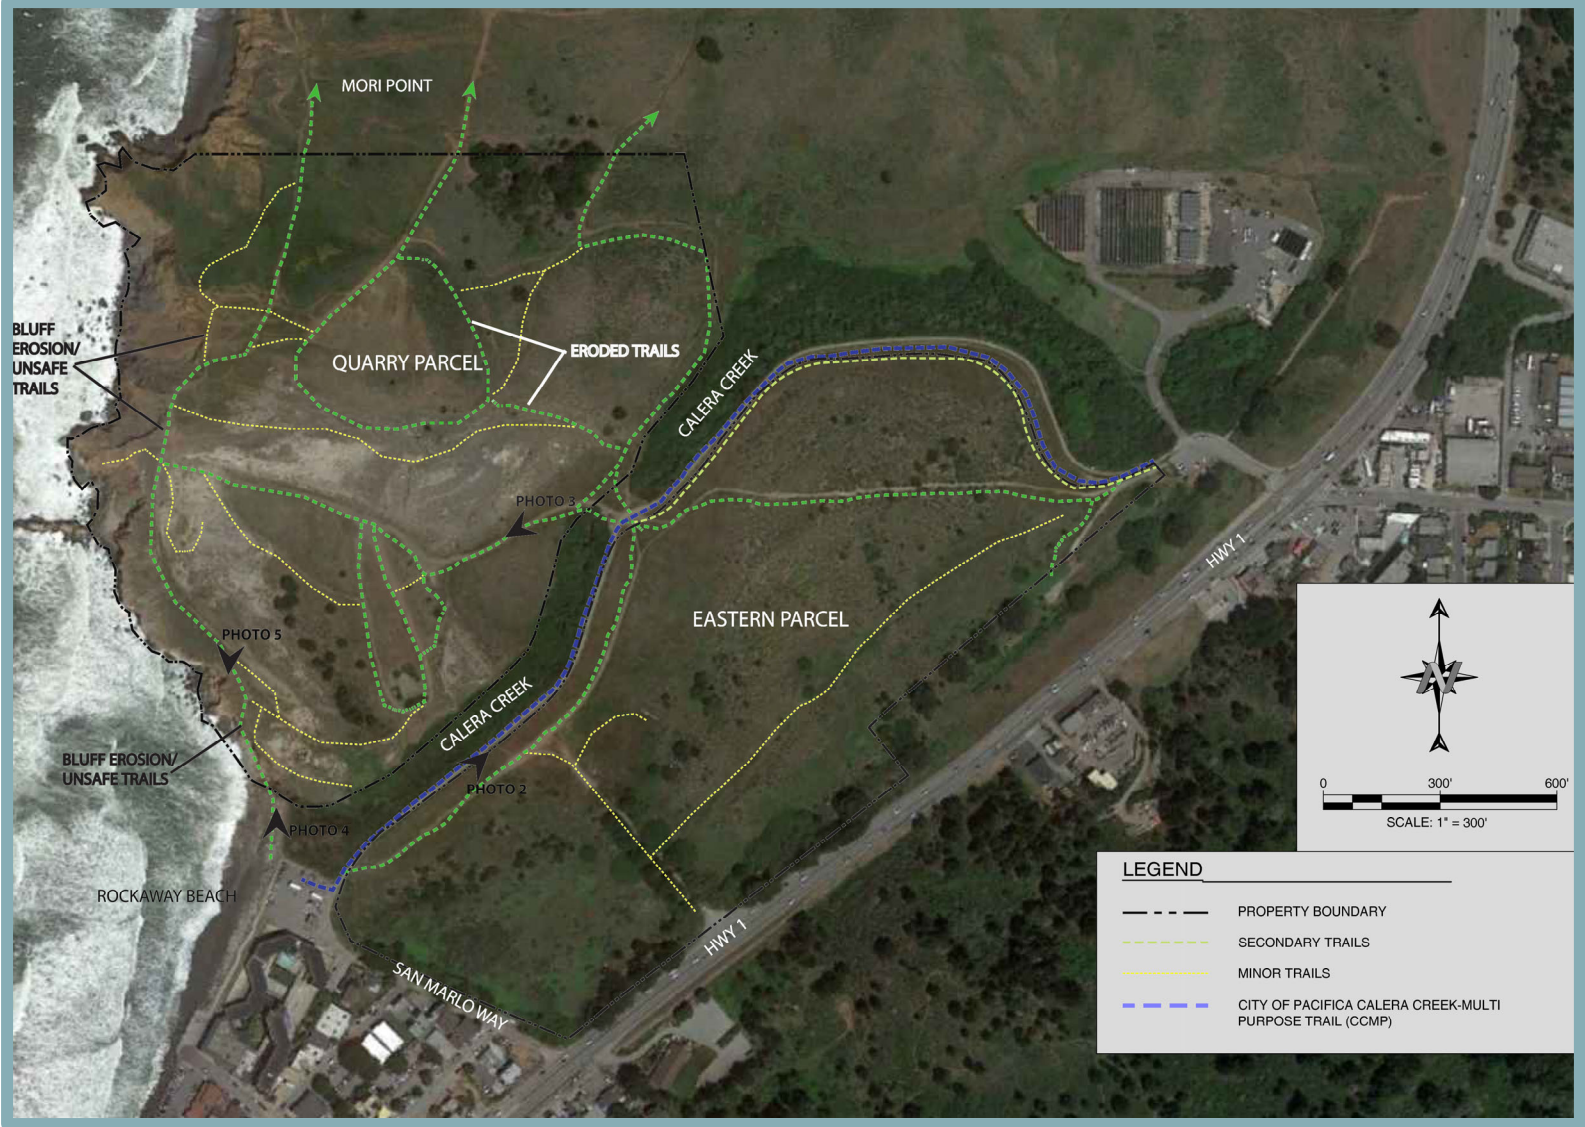 MORI POINT
BLUFF
EROSION/
UNSAFE
TRAILS
ERODED TRAILS
QUARRY PARCEL
CALERA CREEK
PHOTO 3
HWY 1
EASTERN PARCEL
PHOTO 5
CALERA CREEK
BLUFF EROSION/
UNSAFE TRAILS
PHOTO 2
PHOTO 4
ROCKAWAY BEACH
HWY 1
SAN MARLO WAY
N
0 300' 600'
SCALE: 1" = 300'
LEGEND
PROPERTY BOUNDARY
SECONDARY TRAILS
MINOR TRAILS
CITY OF PACIFICA CALERA CREEK-MULTI
PURPOSE TRAIL (CCMP)